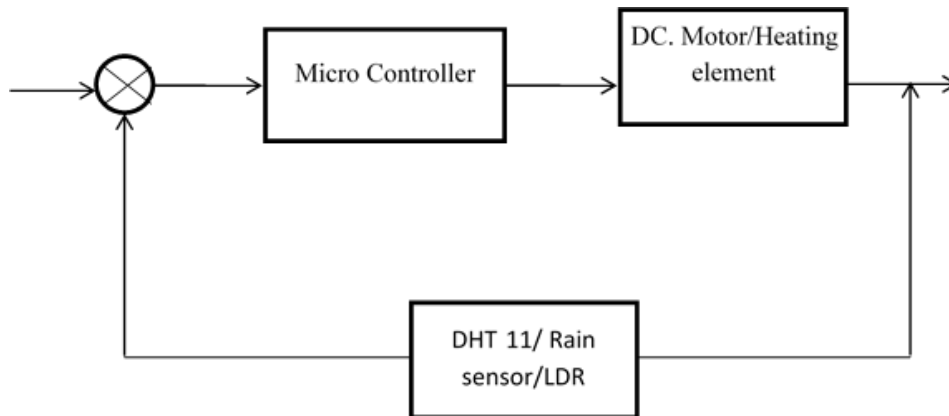 Micro Controller
DC. Motor/Heating
element
DHT 11/ Rain
sensor/LDR